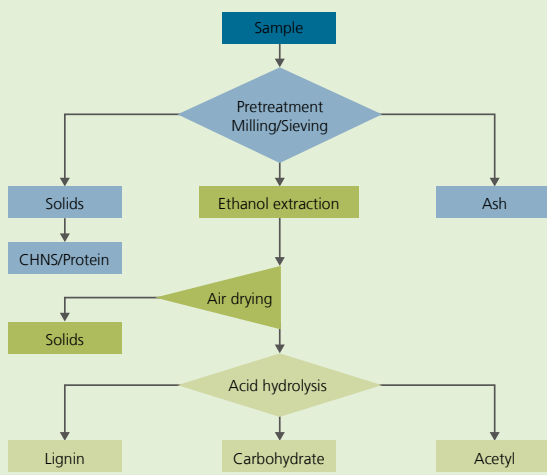 Sample
Pretreatment
Milling/Sieving
Solids
Ethanol extraction
Ash
CHNS/Protein
Air drying
Solids
Acid hydrolysis
Lignin
Carbohydrate
Acetyl